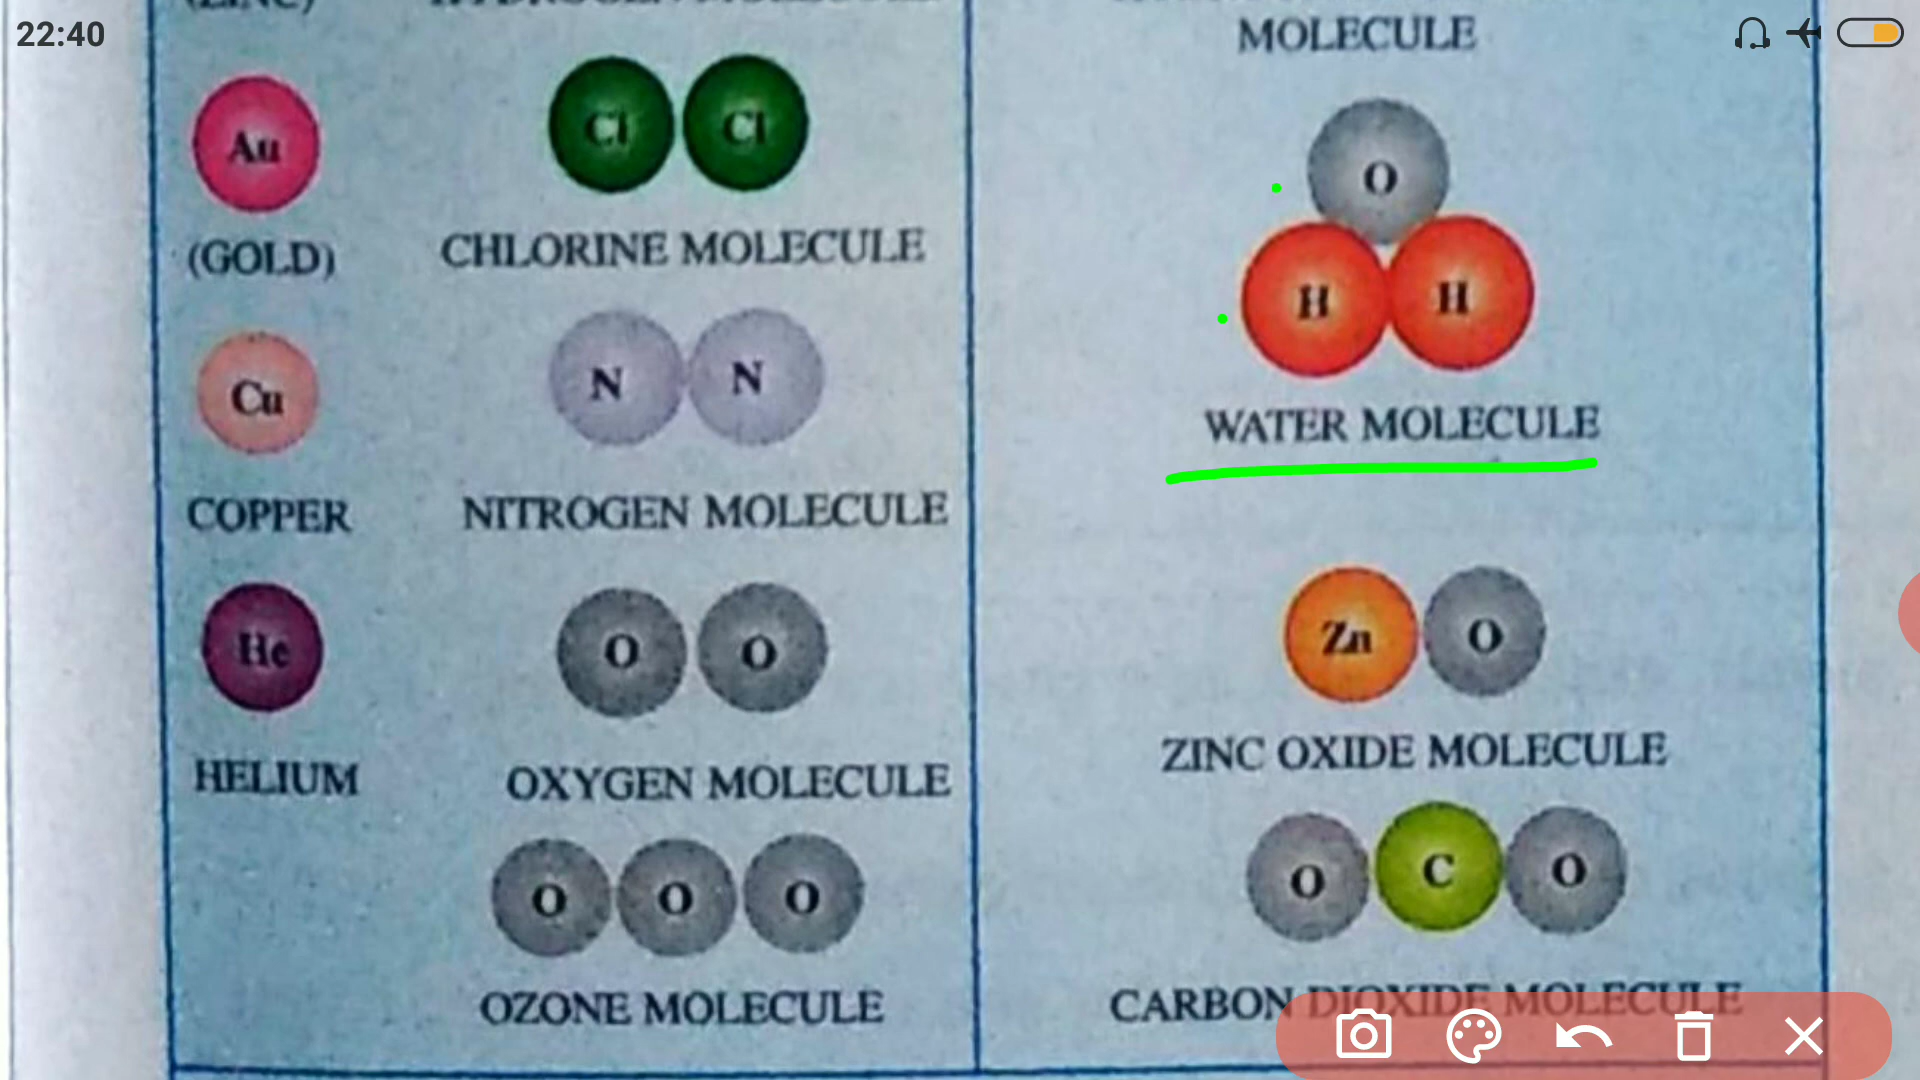 22:40
(ZINC)
MOLECULE
Au
(GOLD)
Cu
COPPER
He
HELIUM
Cl Cl
CHLORINE MOLECULE
N N
NITROGEN MOLECULE
O O
OXYGEN MOLECULE
O O O
OZONE MOLECULE
O
H H
WATER MOLECULE
Zn O
ZINC OXIDE MOLECULE
O C O
CARBON DIOXIDE MOLECULE